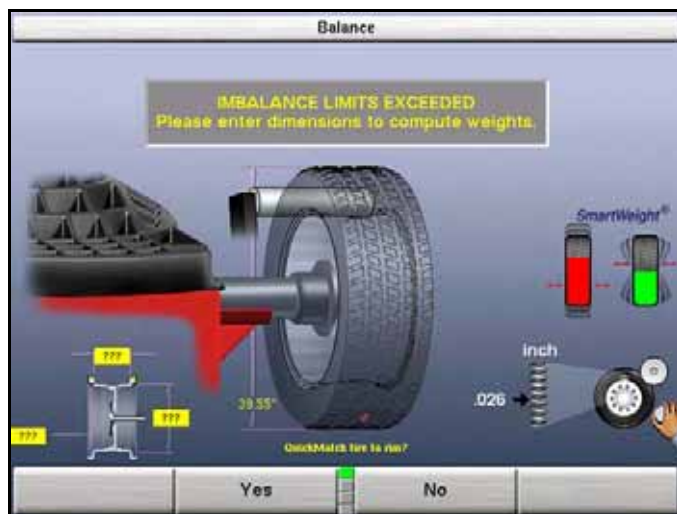 Balance
IMBALANCE LIMITS EXCEEDED
Please enter dimensions to compute weights.
SmartWeight®
inch
.026
???
???
???
39.55"
QuickMatch tire to rim?
Yes
No